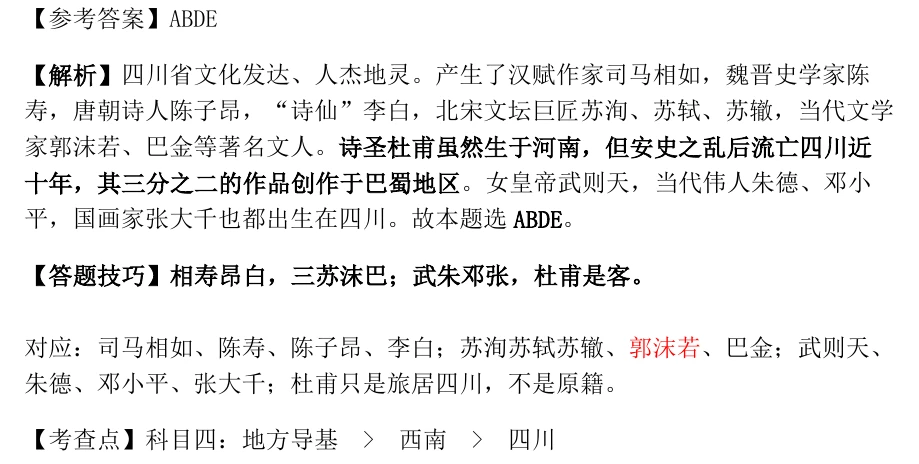 【参考答案】ABDE
【解析】四川省文化发达、人杰地灵。产生了汉赋作家司马相如，魏晋史学家陈
寿，唐朝诗人陈子昂，“诗仙”李白，北宋文坛巨匠苏洵、苏轼、苏辙，当代文学
家郭沫若、巴金等著名文人。诗圣杜甫虽然生于河南，但安史之乱后流亡四川近
十年，其三分之二的作品创作于巴蜀地区。女皇帝武则天，当代伟人朱德、邓小
平，国画家张大千也都出生在四川。故本题选 ABDE。
【答题技巧】相寿昂白，三苏沫巴；武朱邓张，杜甫是客。
对应：司马相如、陈寿、陈子昂、李白；苏洵苏轼苏辙、郭沫若、巴金；武则天、
朱德、邓小平、张大千；杜甫只是旅居四川，不是原籍。
【考查点】科目四：地方导基 > 西南 > 四川